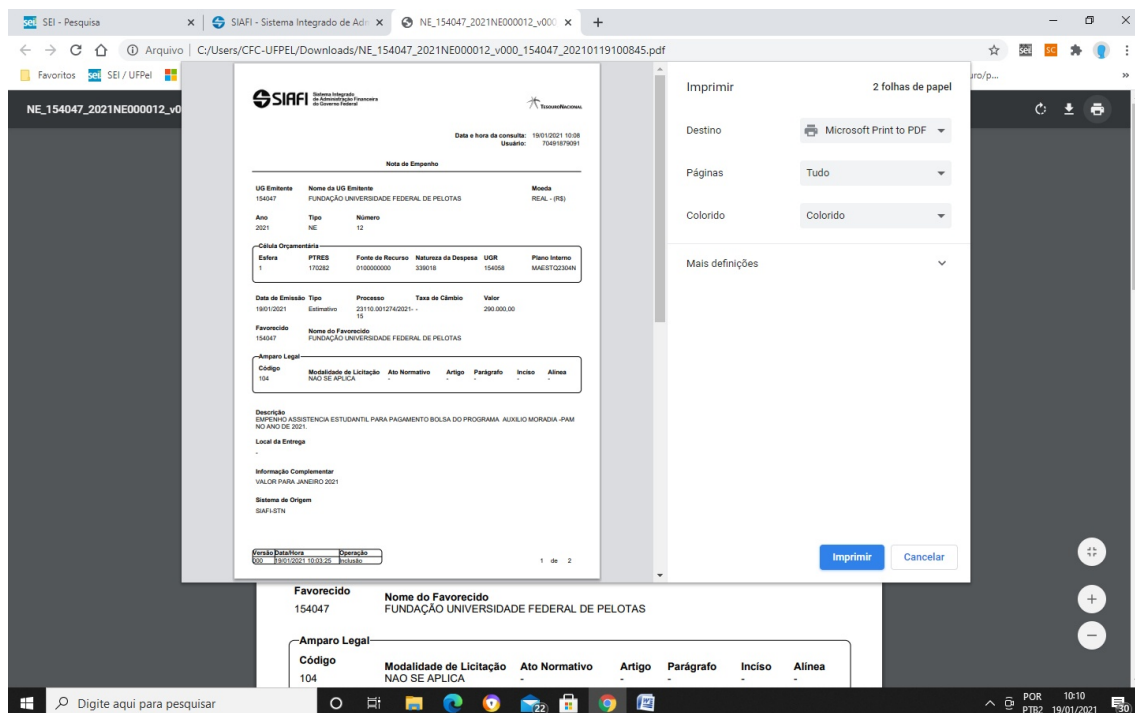 sei! SEI - Pesquisa
SIAFI - Sistema Integrado de Adm
NE_154047_2021NE000012_v000
Arquivo
C:/Users/CFC-UFPEL/Downloads/NE_154047_2021NE000012_v000_154047_20210119100845.pdf
Favoritos
sei! SEI / UFPel
uro/p...
NE_154047_2021NE000012_v0
SIAFI Sistema Integrado
de Administração Financeira
do Governo Federal
TESOURO NACIONAL
Data e hora da consulta: 19/01/2021 10:08
Usuário: 70491879091
Nota de Empenho
UG Emitente Nome da UG Emitente Moeda
154047 FUNDAÇÃO UNIVERSIDADE FEDERAL DE PELOTAS REAL - (R$)
Ano Tipo Número
2021 NE 12
Célula Orçamentária
Esfera PTRES Fonte de Recurso Natureza da Despesa UGR Plano Interno
1 170282 0100000000 339018 154058 MAESTQ2304N
Data de Emissão Tipo Processo Taxa de Câmbio Valor
19/01/2021 Estimativo 23110.001274/2021- - 290.000,00
15
Favorecido Nome do Favorecido
154047 FUNDAÇÃO UNIVERSIDADE FEDERAL DE PELOTAS
Amparo Legal
Código Modalidade de Licitação Ato Normativo Artigo Parágrafo Inciso Alínea
104 NAO SE APLICA - - - - -
Descrição
EMPENHO ASSISTENCIA ESTUDANTIL PARA PAGAMENTO BOLSA DO PROGRAMA AUXILIO MORADIA -PAM
NO ANO DE 2021.
Local da Entrega
-
Informação Complementar
VALOR PARA JANEIRO 2021
Sistema de Origem
SIAFI-STN
Versão Data/Hora Operação
000 19/01/2021 10:03:25 Inclusão
1 de 2
Imprimir 2 folhas de papel
Destino Microsoft Print to PDF
Páginas Tudo
Colorido Colorido
Mais definições
Imprimir Cancelar
Favorecido Nome do Favorecido
154047 FUNDAÇÃO UNIVERSIDADE FEDERAL DE PELOTAS
Amparo Legal
Código Modalidade de Licitação Ato Normativo Artigo Parágrafo Inciso Alínea
104 NAO SE APLICA - - - - -
Digite aqui para pesquisar
22
POR 10:10
PTB2 19/01/2021
30